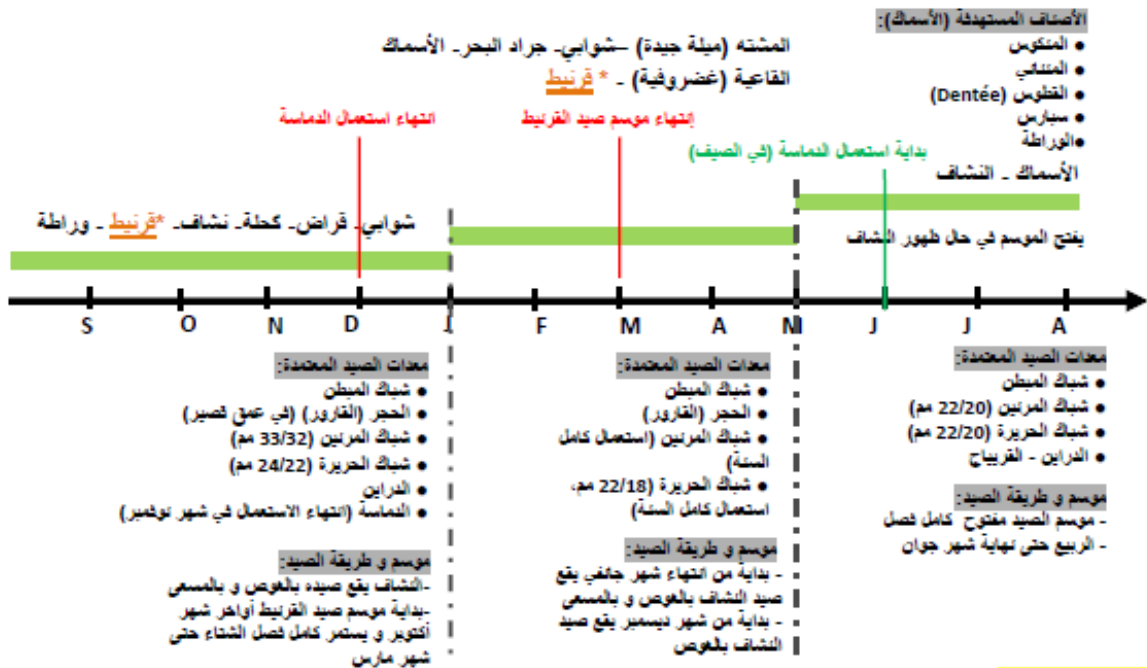 الأصناف المستهدفة (الأسماك):
● المنكوس
● المناني
● القطوس (Dentée)
● سبارس
●الوراطة
الأسماك - النشاف
يفتح الموسم في حال ظهور النشاف
المشته (ميلة جيدة) –شوابي- جراد البحر- الأسماك
القاعية (غضروفية) - * قرنيط
انتهاء استعمال الدماسة
إنتهاء موسم صيد القرنيط
بداية استعمال الدماسة (في الصيف)
شوابي- قراض- كحلة- نشاف- *قرنيط - وراطة
S O N D J F M A M J J A
معدات الصيد المعتمدة:
● شباك المبطن
● الحجر (القارور) (في عمق قصير)
● شباك المرنين (33/32 مم)
● شباك الحريرة (24/22 مم)
● الدراين
● الدماسة (انتهاء الاستعمال في شهر نوفمبر)
موسم و طريقة الصيد:
-النشاف يقع صيده بالغوص و بالمسعى
-بداية موسم صيد القرنيط أواخر شهر
أكتوبر و يستمر كامل فصل الشتاء حتى
شهر مارس
معدات الصيد المعتمدة:
● شباك المبطن
● الحجر (القارور)
● شباك المرنين (استعمال كامل
السنة)
● شباك الحريرة (22/18 مم،
استعمال كامل السنة)
موسم و طريقة الصيد:
- بداية من انتهاء شهر جانفي يقع
صيد النشاف بالغوص و بالمسعى
- بداية من شهر ديسمبر يقع صيد
النشاف بالغوص
معدات الصيد المعتمدة:
● شباك المبطن
● شباك المرنين (22/20 مم)
● شباك الحريرة (22/20 مم)
● الدراين - القريباج
موسم و طريقة الصيد:
- موسم الصيد مفتوح كامل فصل
- الربيع حتى نهاية شهر جوان